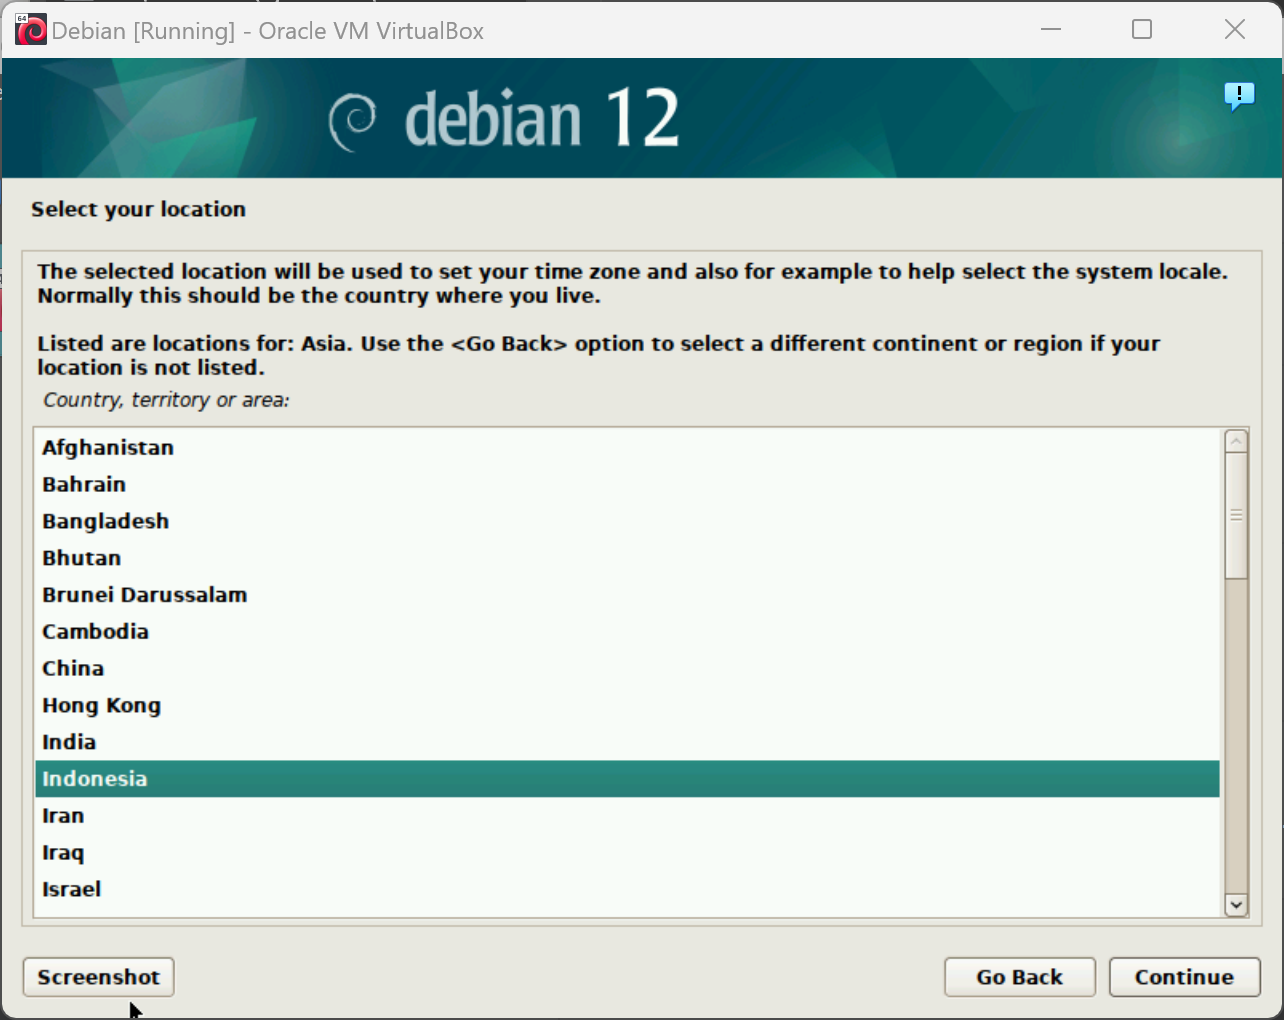 64
Debian [Running] - Oracle VM VirtualBox
debian 12
!
Select your location
The selected location will be used to set your time zone and also for example to help select the system locale.
Normally this should be the country where you live.
Listed are locations for: Asia. Use the <Go Back> option to select a different continent or region if your
location is not listed.
Country, territory or area:
Afghanistan
Bahrain
Bangladesh
Bhutan
Brunei Darussalam
Cambodia
China
Hong Kong
India
Indonesia
Iran
Iraq
Israel
Screenshot
Go Back
Continue